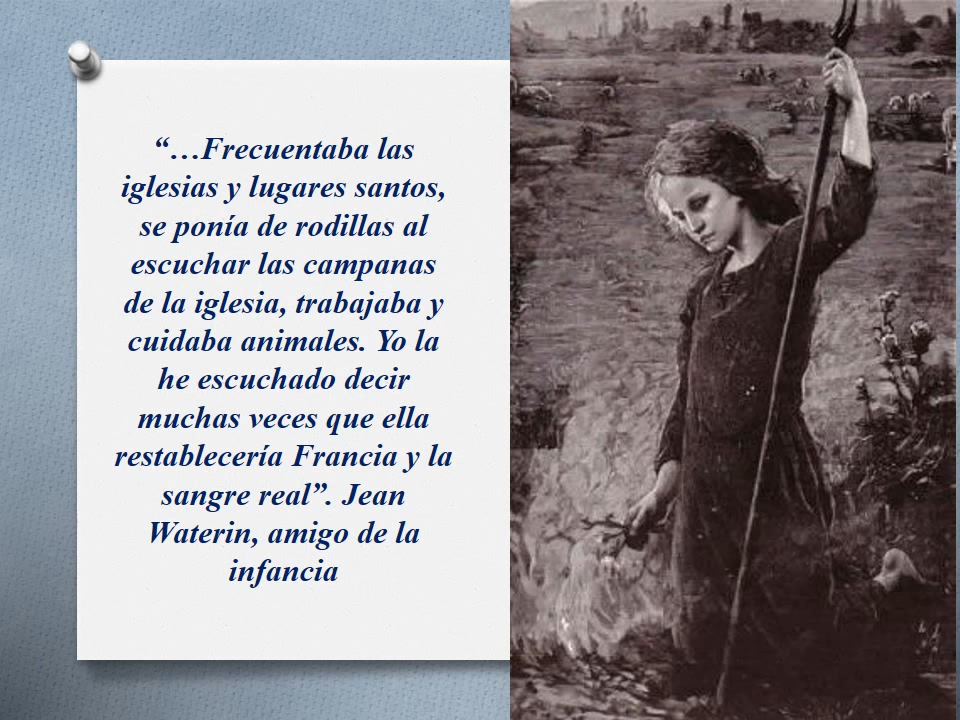 “…Frecuentaba las
iglesias y lugares santos,
se ponía de rodillas al
escuchar las campanas
de la iglesia, trabajaba y
cuidaba animales. Yo la
he escuchado decir
muchas veces que ella
restablecería Francia y la
sangre real”. Jean
Waterin, amigo de la
infancia